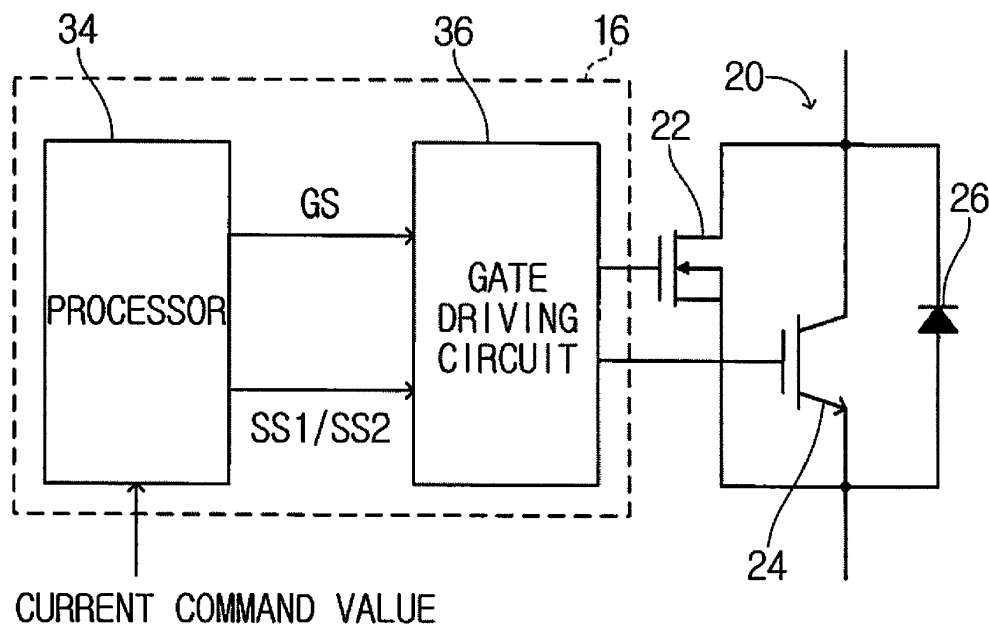 34
36
16
20
22
26
GS
PROCESSOR
GATE
DRIVING
CIRCUIT
SS1/SS2
24
CURRENT COMMAND VALUE